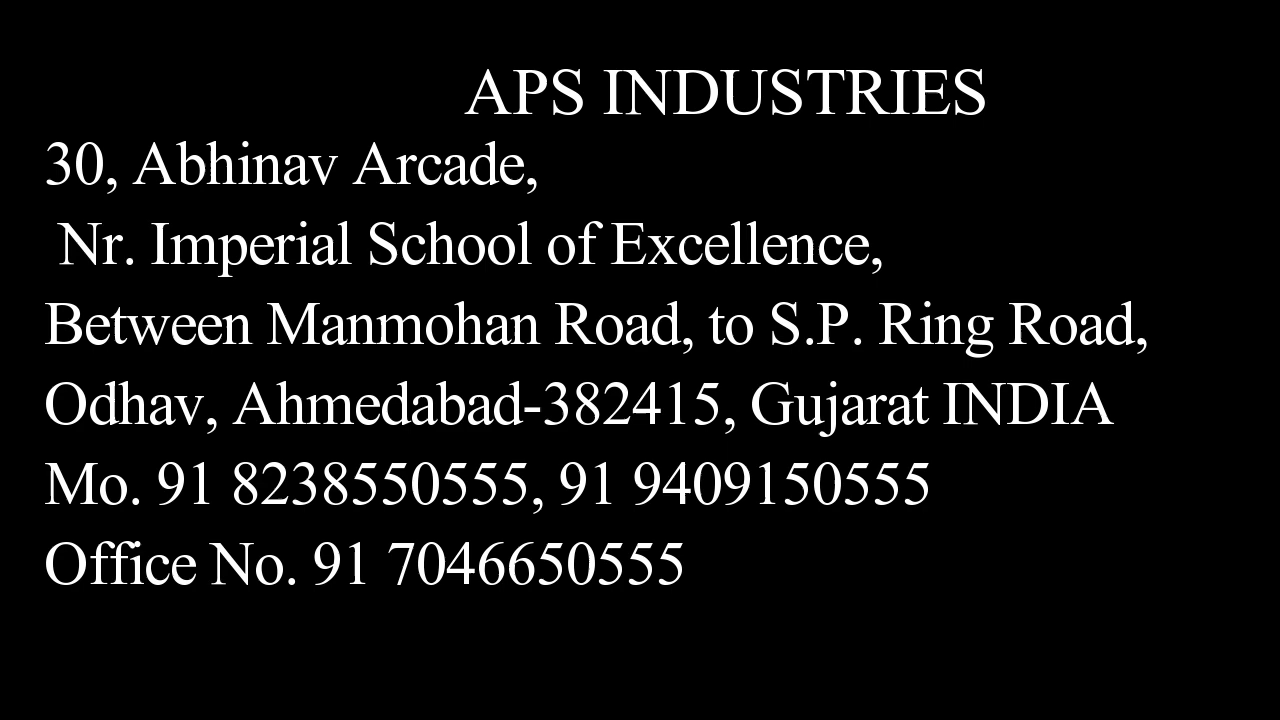 APS INDUSTRIES
30, Abhinav Arcade,
Nr. Imperial School of Excellence,
Between Manmohan Road, to S.P. Ring Road,
Odhav, Ahmedabad-382415, Gujarat INDIA
Mo. 91 8238550555, 91 9409150555
Office No. 91 7046650555